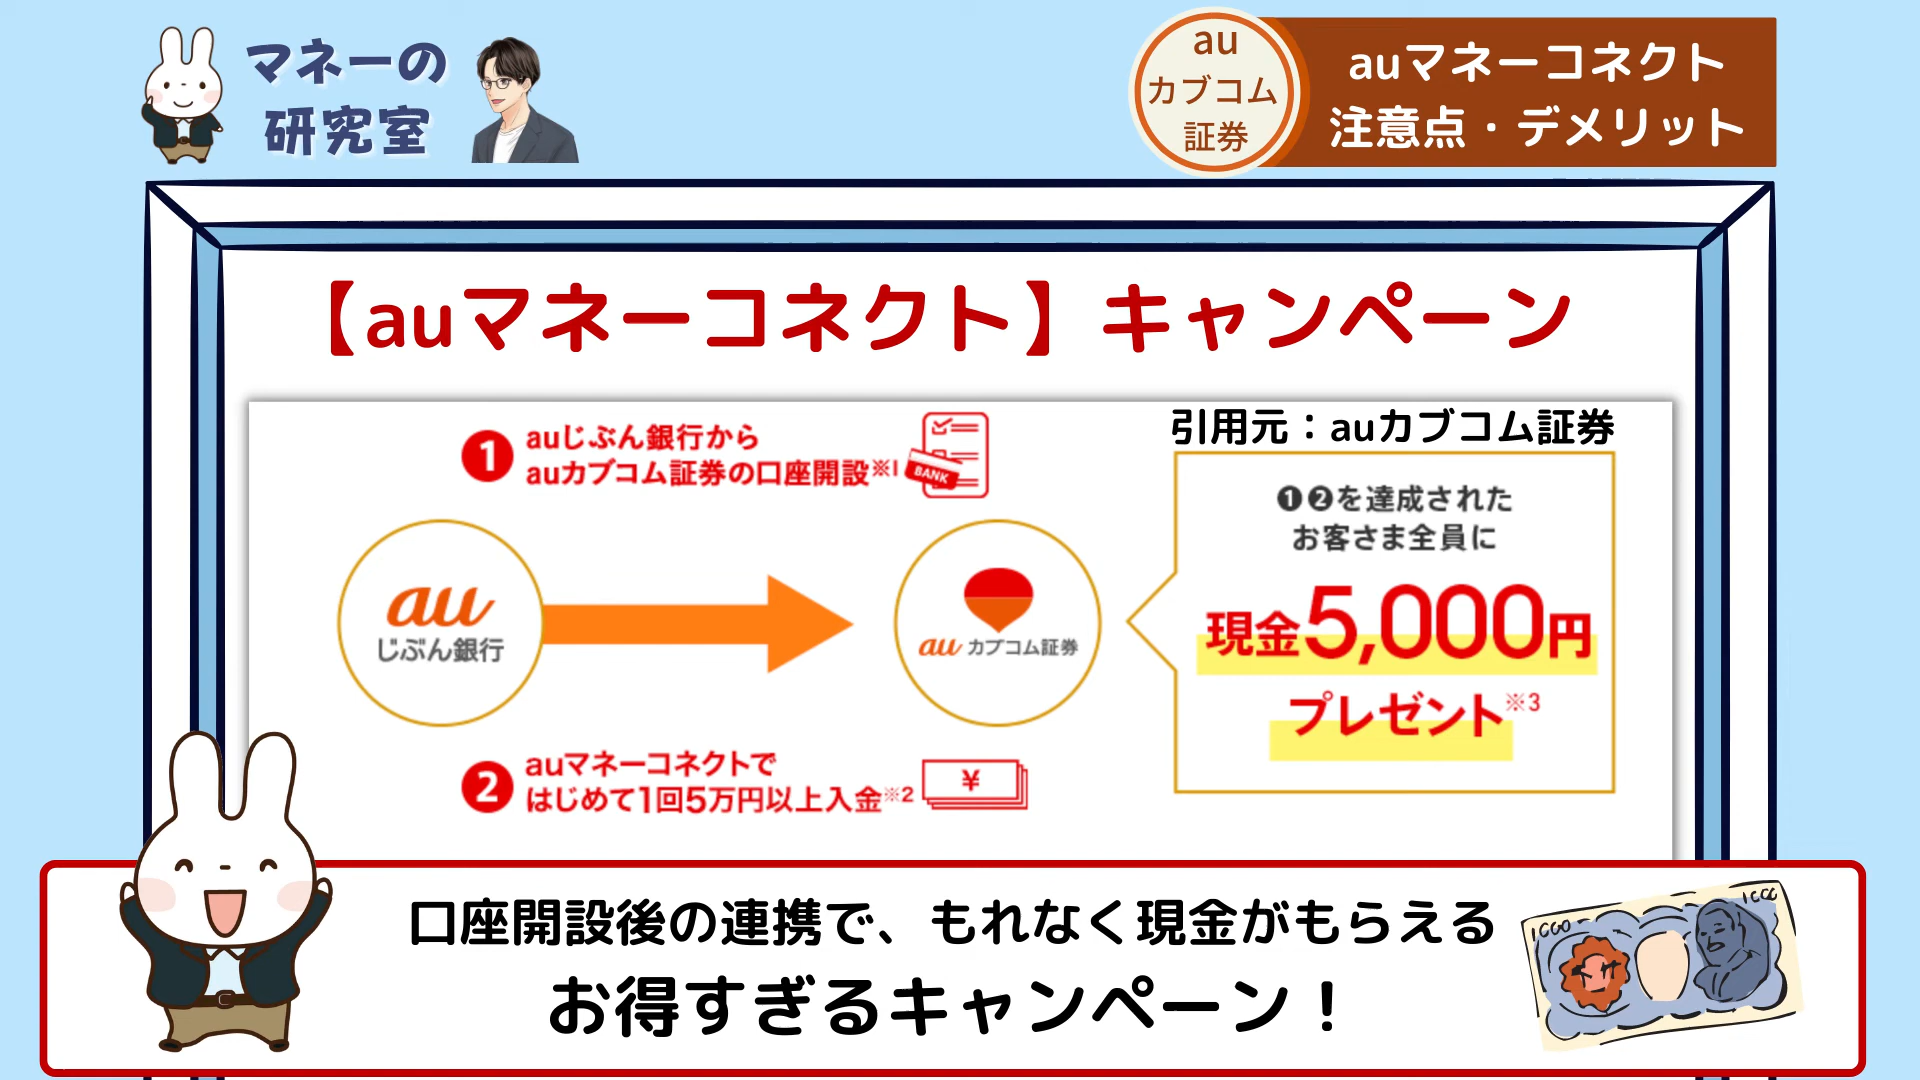 マネーの
研究室
au
カブコム
証券
auマネーコネクト
注意点・デメリット
【auマネーコネクト】キャンペーン
引用元：auカブコム証券
1 auじぶん銀行から
auカブコム証券の口座開設※1
BANK
au
じぶん銀行
au カブコム証券
❶❷を達成された
お客さま全員に
現金5,000円
プレゼント※3
2 auマネーコネクトで
はじめて1回5万円以上入金※2
¥
口座開設後の連携で、もれなく現金がもらえる
お得すぎるキャンペーン！